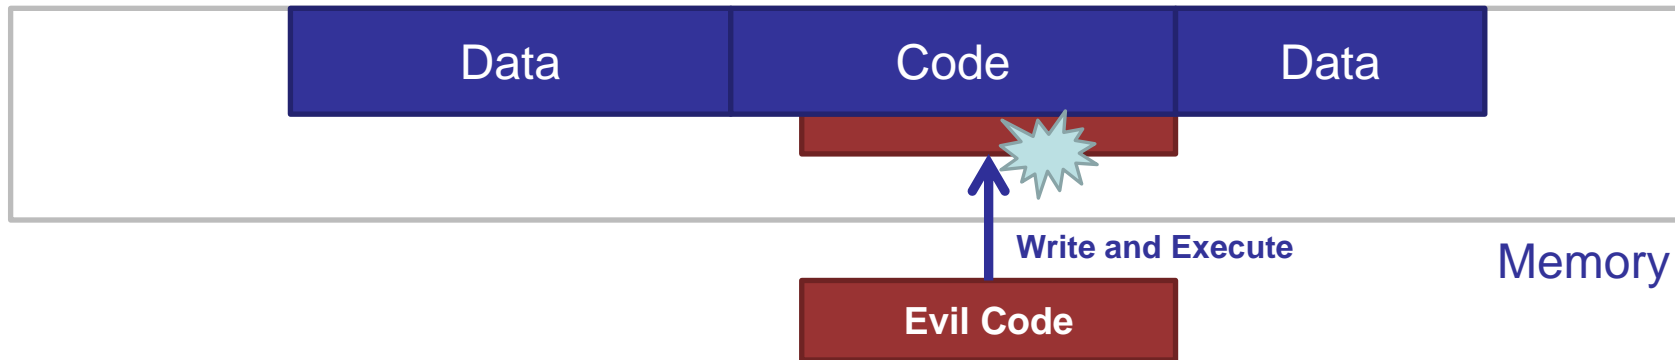 Data Code Data
Write and Execute
Memory
Evil Code